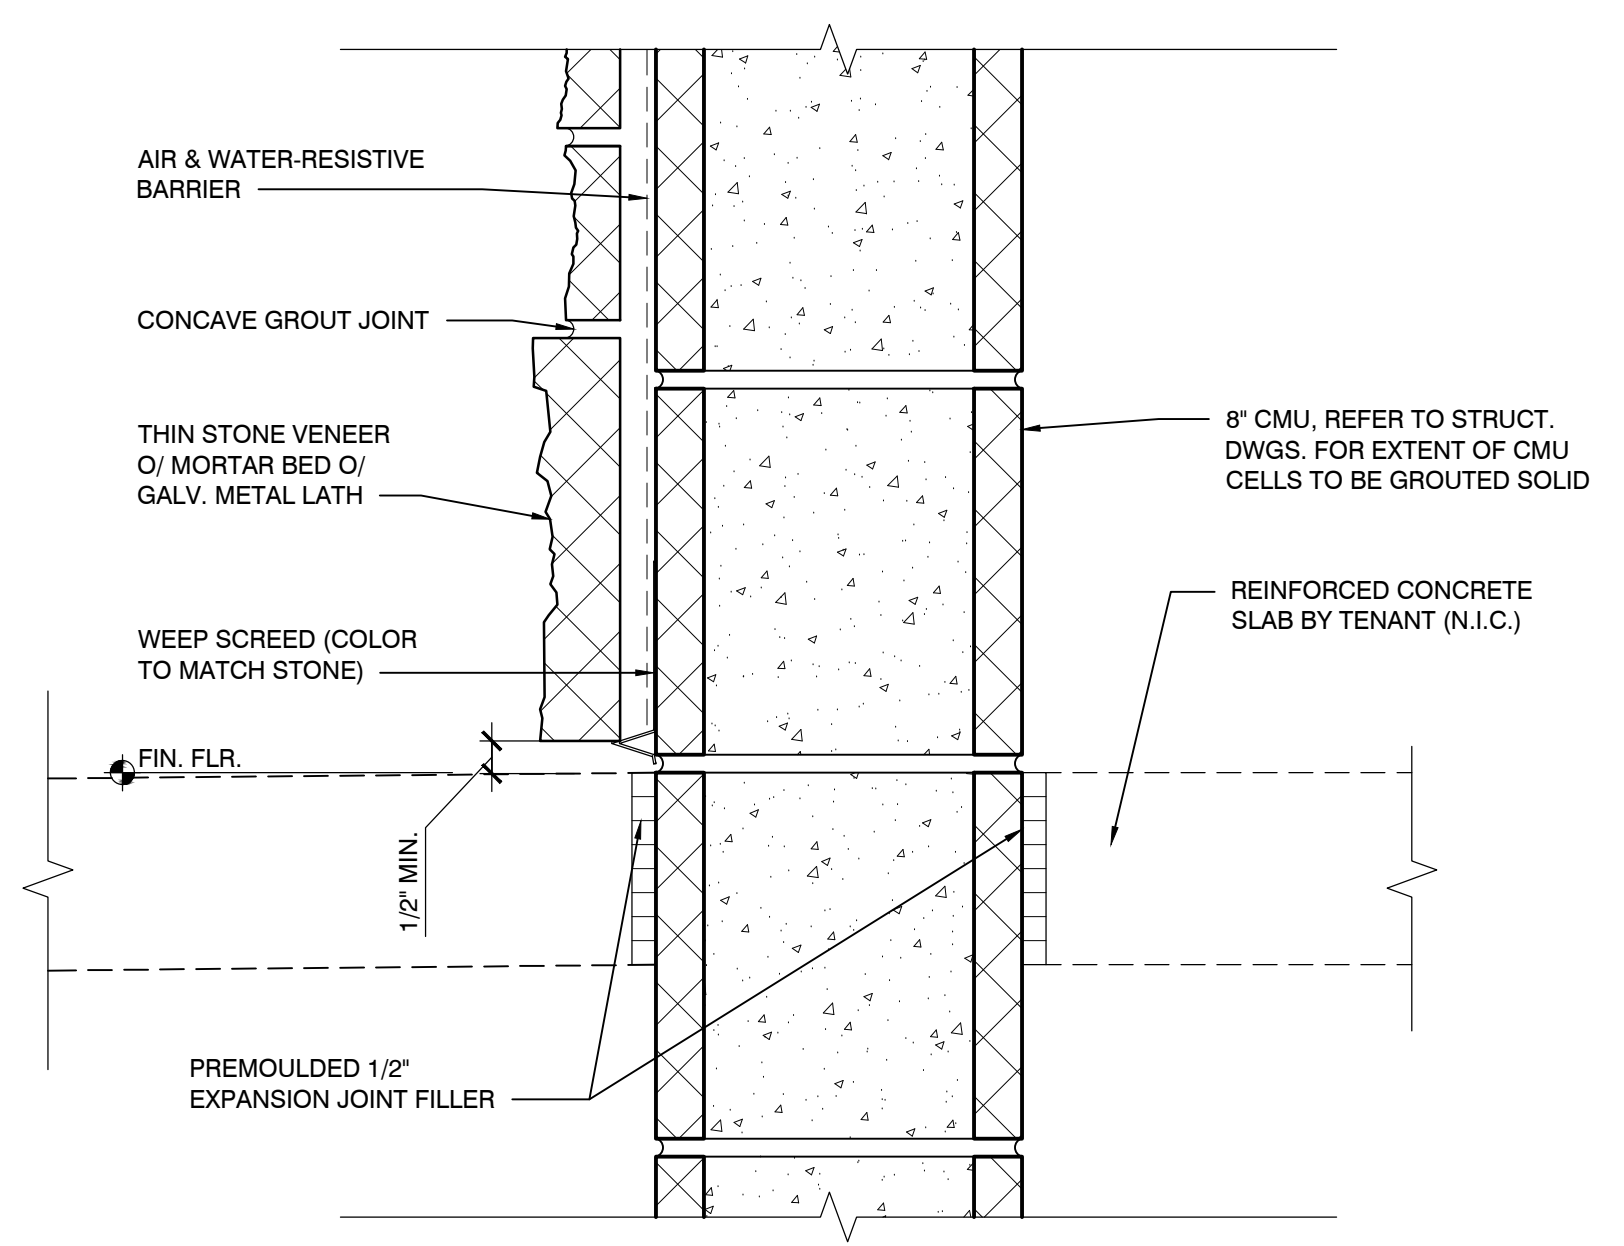 AIR & WATER-RESISTIVE
BARRIER
CONCAVE GROUT JOINT
THIN STONE VENEER
O/ MORTAR BED O/
GALV. METAL LATH
WEEP SCREED (COLOR
TO MATCH STONE)
FIN. FLR.
1/2" MIN.
PREMOULDED 1/2"
EXPANSION JOINT FILLER
8" CMU, REFER TO STRUCT.
DWGS. FOR EXTENT OF CMU
CELLS TO BE GROUTED SOLID
REINFORCED CONCRETE
SLAB BY TENANT (N.I.C.)